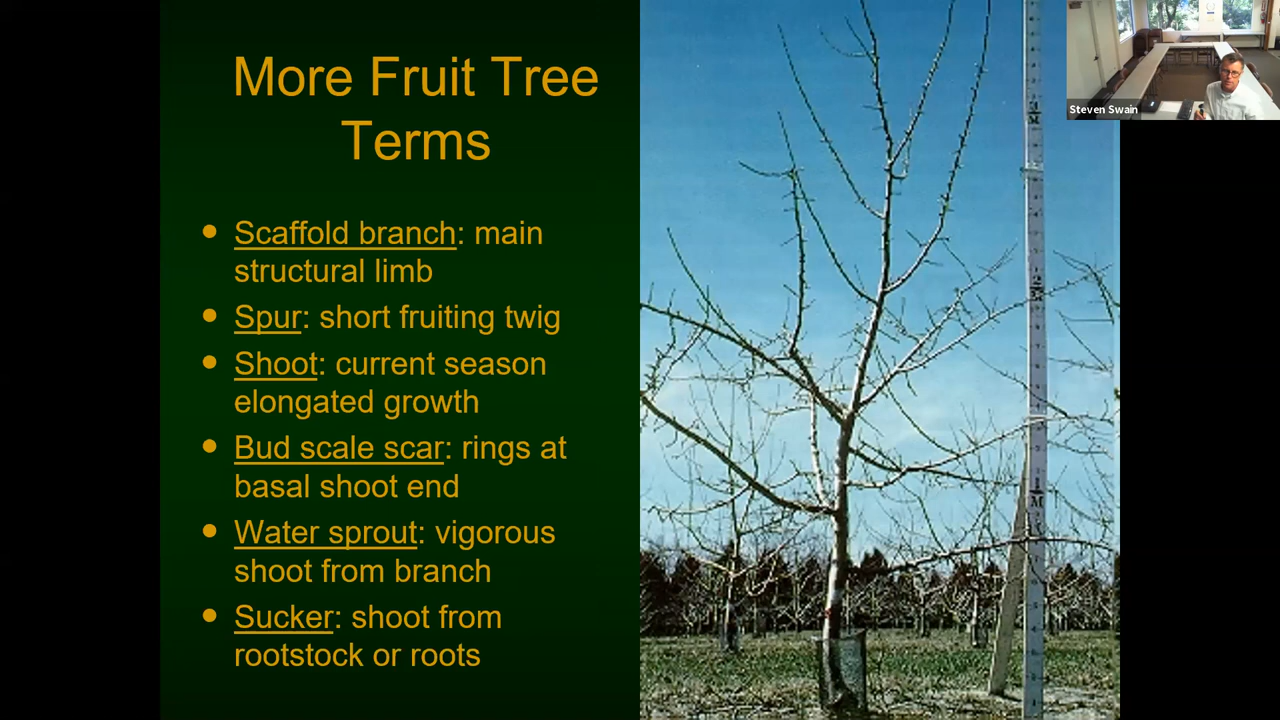 More Fruit Tree
Terms
Scaffold branch: main
structural limb
Spur: short fruiting twig
Shoot: current season
elongated growth
Bud scale scar: rings at
basal shoot end
Water sprout: vigorous
shoot from branch
Sucker: shoot from
rootstock or roots
Steven Swain